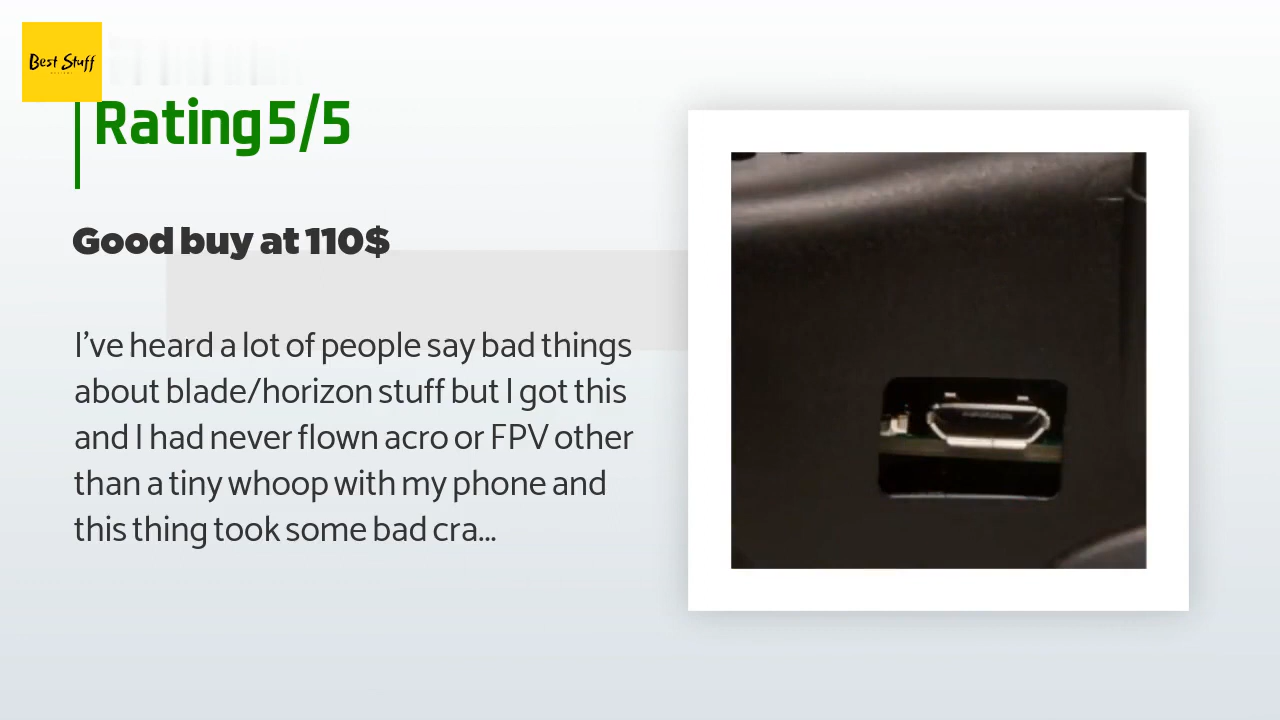 Best Stuff
Rating 5/5
Good buy at 110$
I've heard a lot of people say bad things
about blade/horizon stuff but I got this
and I had never flown acro or FPV other
than a tiny whoop with my phone and
this thing took some bad cra...